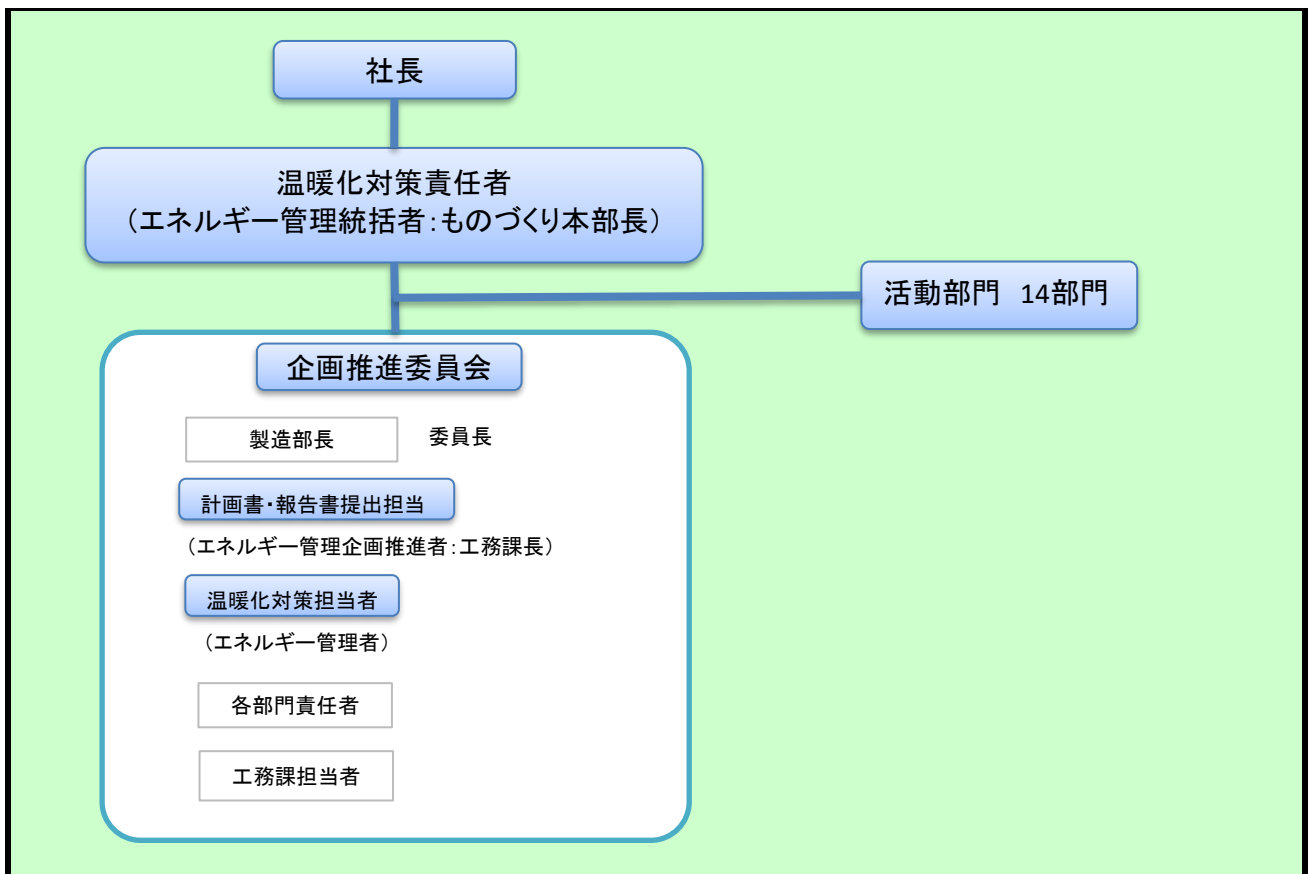 社長
温暖化対策責任者
（エネルギー管理統括者：ものづくり本部長）
活動部門　14部門
企画推進委員会
製造部長　委員長
計画書・報告書提出担当
（エネルギー管理企画推進者：工務課長）
温暖化対策担当者
（エネルギー管理者）
各部門責任者
工務課担当者